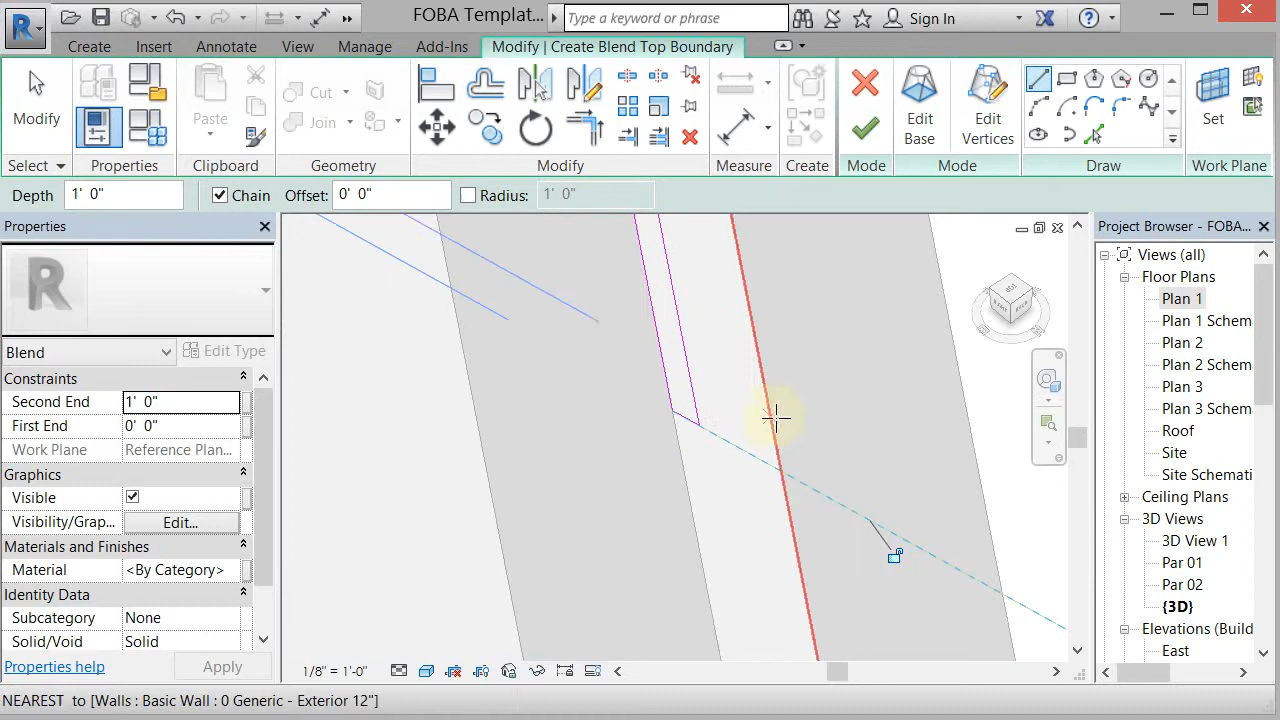 FOBA Templat...
Type a keyword or phrase
Sign In
Create
Insert
Annotate
View
Manage
Add-Ins
Modify | Create Blend Top Boundary
Modify
Paste
Cut
Join
Edit
Base
Edit
Vertices
Set
Select
Properties
Clipboard
Geometry
Modify
Measure
Create
Mode
Mode
Draw
Work Plane
Depth
1' 0"
Chain
Offset:
0' 0"
Radius:
1' 0"
Properties
Blend
Edit Type
Constraints
Second End
1' 0"
First End
0' 0"
Work Plane
Reference Plan...
Graphics
Visible
Visibility/Grap...
Edit...
Materials and Finishes
Material
<By Category>
Identity Data
Subcategory
None
Solid/Void
Solid
Properties help
Apply
Project Browser - FOBA...
Views (all)
Floor Plans
Plan 1
Plan 1 Schem
Plan 2
Plan 2 Schem
Plan 3
Plan 3 Schem
Roof
Site
Site Schemati
Ceiling Plans
3D Views
3D View 1
Par 01
Par 02
{3D}
Elevations (Build
East
1/8" = 1'-0"
NEAREST to [Walls : Basic Wall : 0 Generic - Exterior 12"]